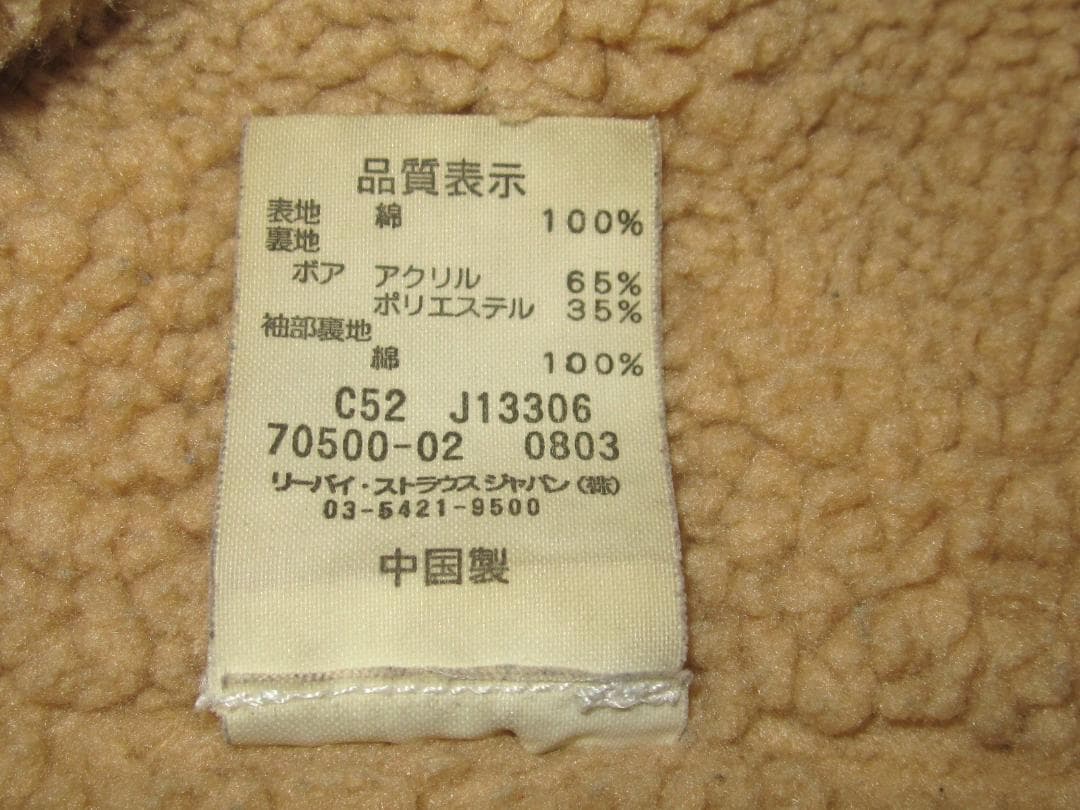 品質表示
表地 綿 100%
裏地
ボア アクリル 65%
ポリエステル 35%
袖部裏地
綿 100%
C52 J13306
70500-02 0803
リーバイ・ストラウス ジャパン(株)
03-5421-9500
中国製